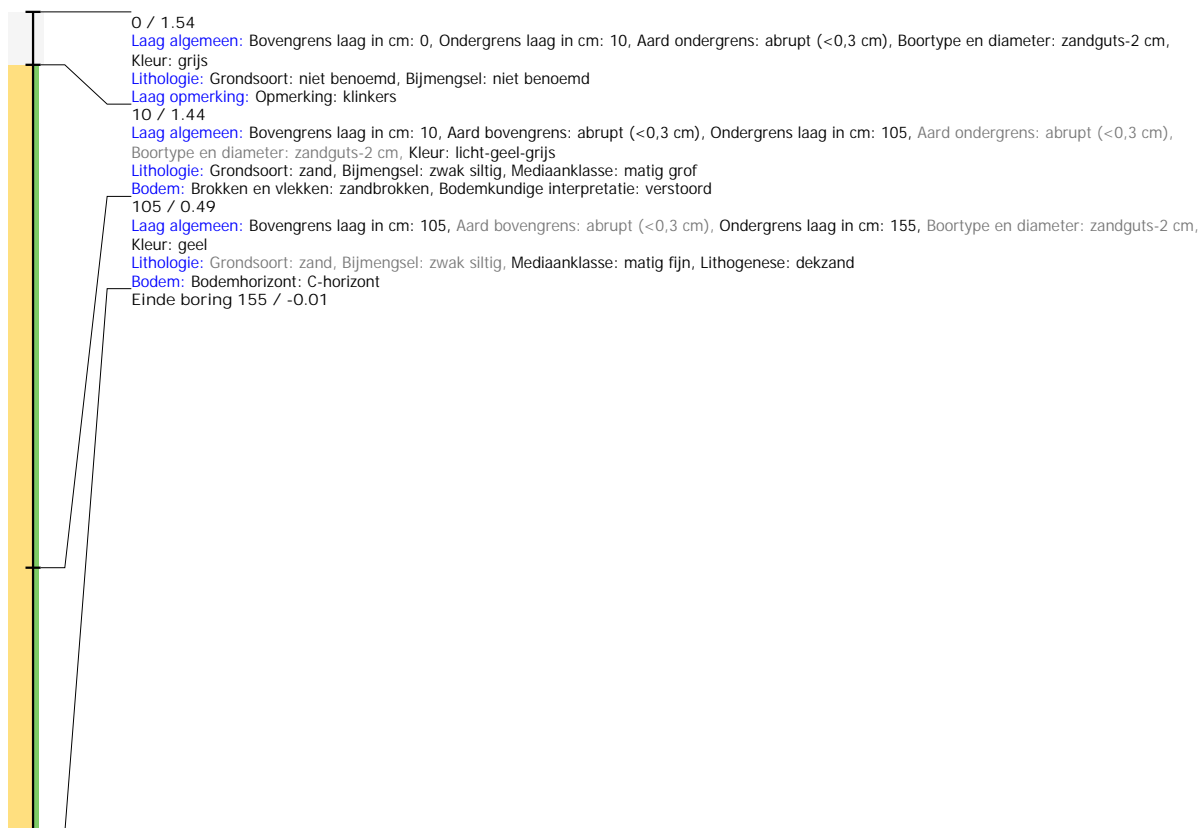 0 / 1.54
Laag algemeen: Bovengrens laag in cm: 0, Ondergrens laag in cm: 10, Aard ondergrens: abrupt (<0,3 cm), Boortype en diameter: zandguts-2 cm,
Kleur: grijs
Lithologie: Grondsoort: niet benoemd, Bijmengsel: niet benoemd
Laag opmerking: Opmerking: klinkers
10 / 1.44
Laag algemeen: Bovengrens laag in cm: 10, Aard bovengrens: abrupt (<0,3 cm), Ondergrens laag in cm: 105, Aard ondergrens: abrupt (<0,3 cm),
Boortype en diameter: zandguts-2 cm, Kleur: licht-geel-grijs
Lithologie: Grondsoort: zand, Bijmengsel: zwak siltig, Mediaanklasse: matig grof
Bodem: Brokken en vlekken: zandbrokken, Bodemkundige interpretatie: verstoord
105 / 0.49
Laag algemeen: Bovengrens laag in cm: 105, Aard bovengrens: abrupt (<0,3 cm), Ondergrens laag in cm: 155, Boortype en diameter: zandguts-2 cm,
Kleur: geel
Lithologie: Grondsoort: zand, Bijmengsel: zwak siltig, Mediaanklasse: matig fijn, Lithogenese: dekzand
Bodem: Bodemhorizont: C-horizont
Einde boring 155 / -0.01